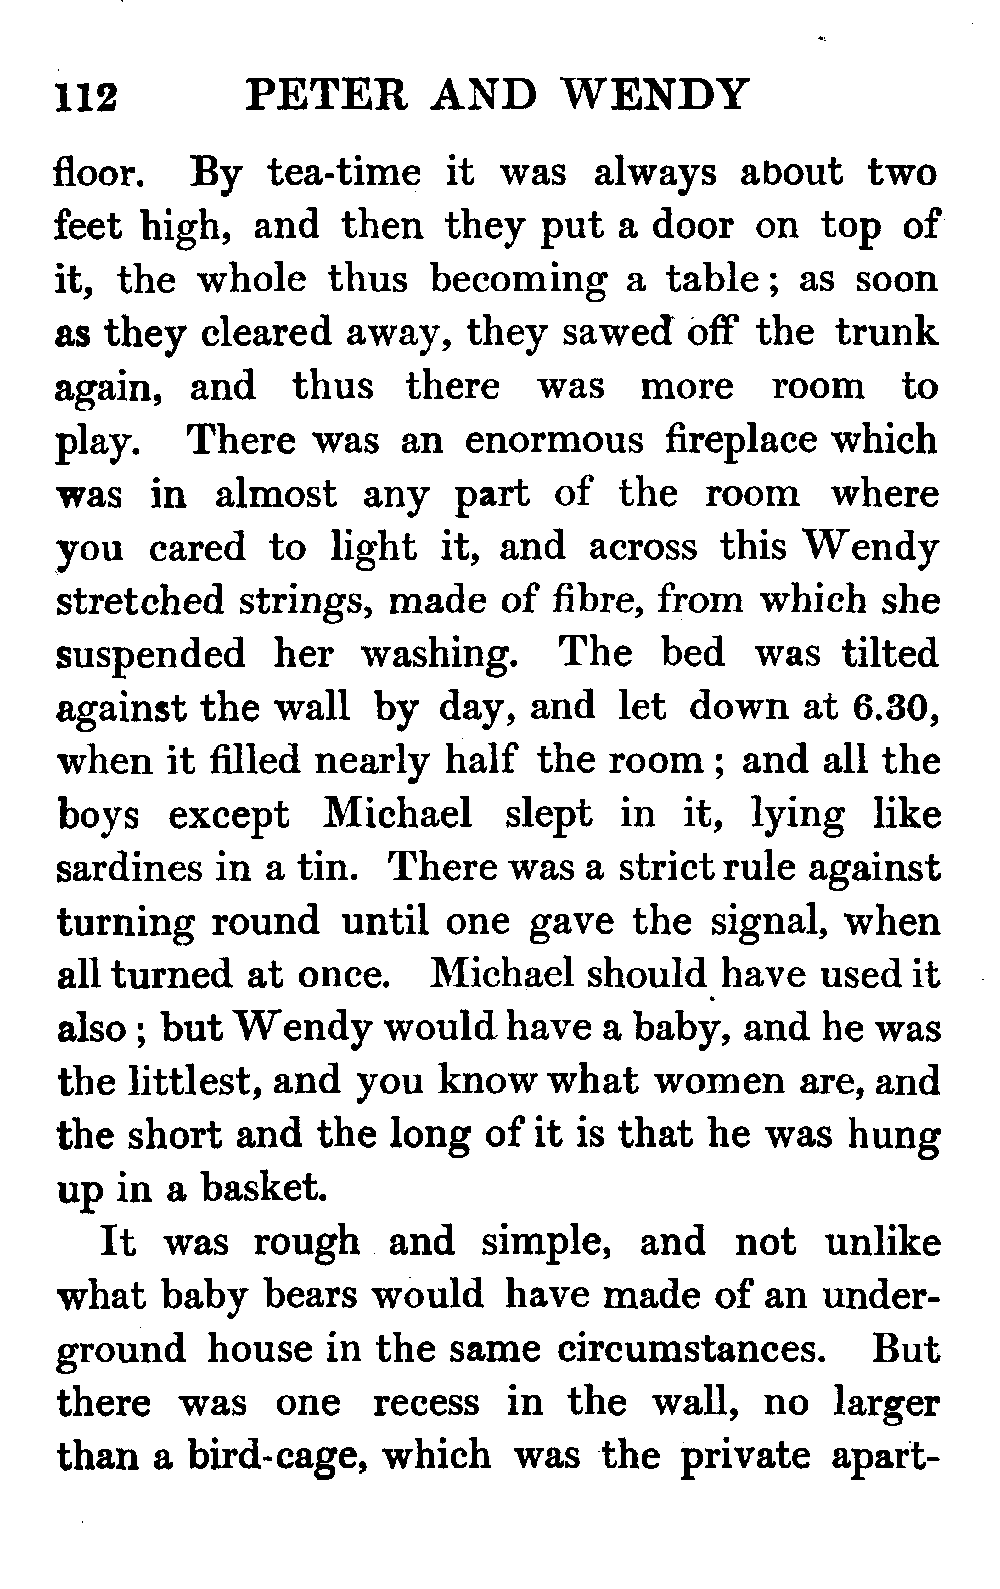 112 PETER AND WENDY
floor. By tea-time it was always about two
feet high, and then they put a door on top of
it, the whole thus becoming a table; as soon
as they cleared away, they sawed off the trunk
again, and thus there was more room to
play. There was an enormous fireplace which
was in almost any part of the room where
you cared to light it, and across this Wendy
stretched strings, made of fibre, from which she
suspended her washing. The bed was tilted
against the wall by day, and let down at 6.30,
when it filled nearly half the room; and all the
boys except Michael slept in it, lying like
sardines in a tin. There was a strict rule against
turning round until one gave the signal, when
all turned at once. Michael should have used it
also; but Wendy would have a baby, and he was
the littlest, and you know what women are, and
the short and the long of it is that he was hung
up in a basket.
It was rough and simple, and not unlike
what baby bears would have made of an under-
ground house in the same circumstances. But
there was one recess in the wall, no larger
than a bird-cage, which was the private apart-